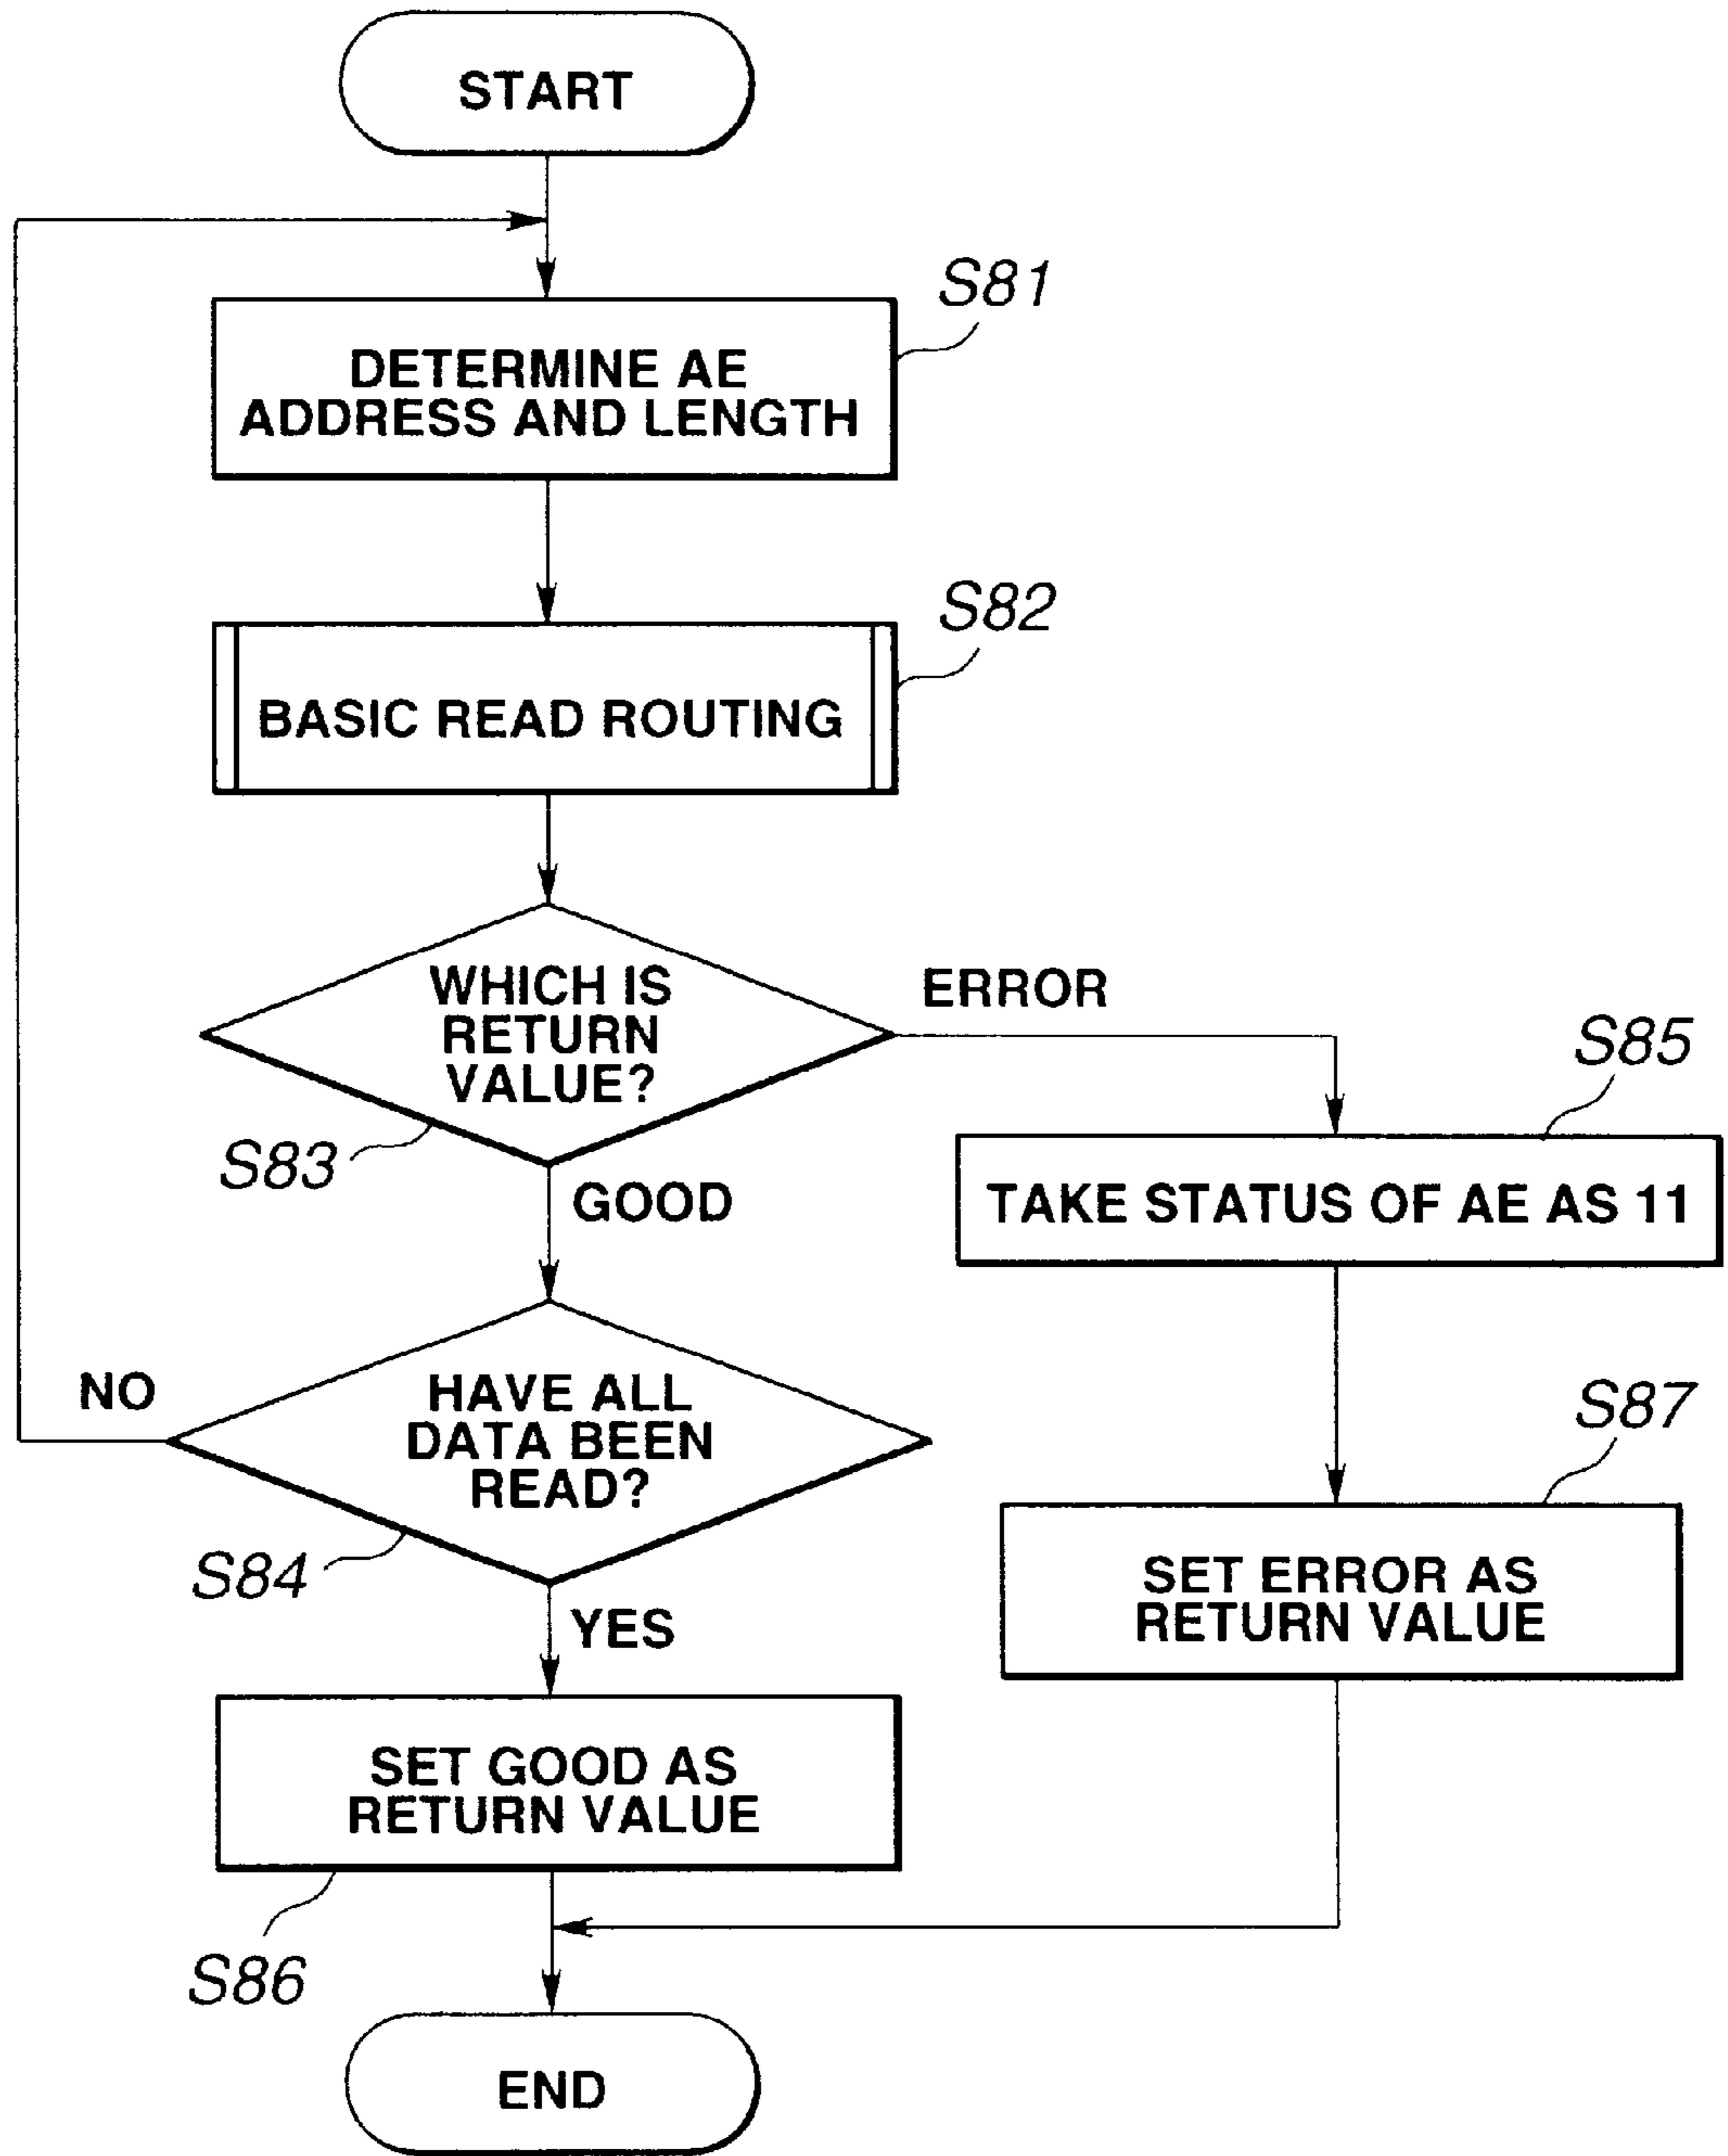 START
S81
DETERMINE AE
ADDRESS AND LENGTH
S82
BASIC READ ROUTING
WHICH IS
RETURN
VALUE?
ERROR
S83
GOOD
S85
TAKE STATUS OF AE AS 11
HAVE ALL
DATA BEEN
READ?
NO
S84
YES
S87
SET ERROR AS
RETURN VALUE
SET GOOD AS
RETURN VALUE
S86
END